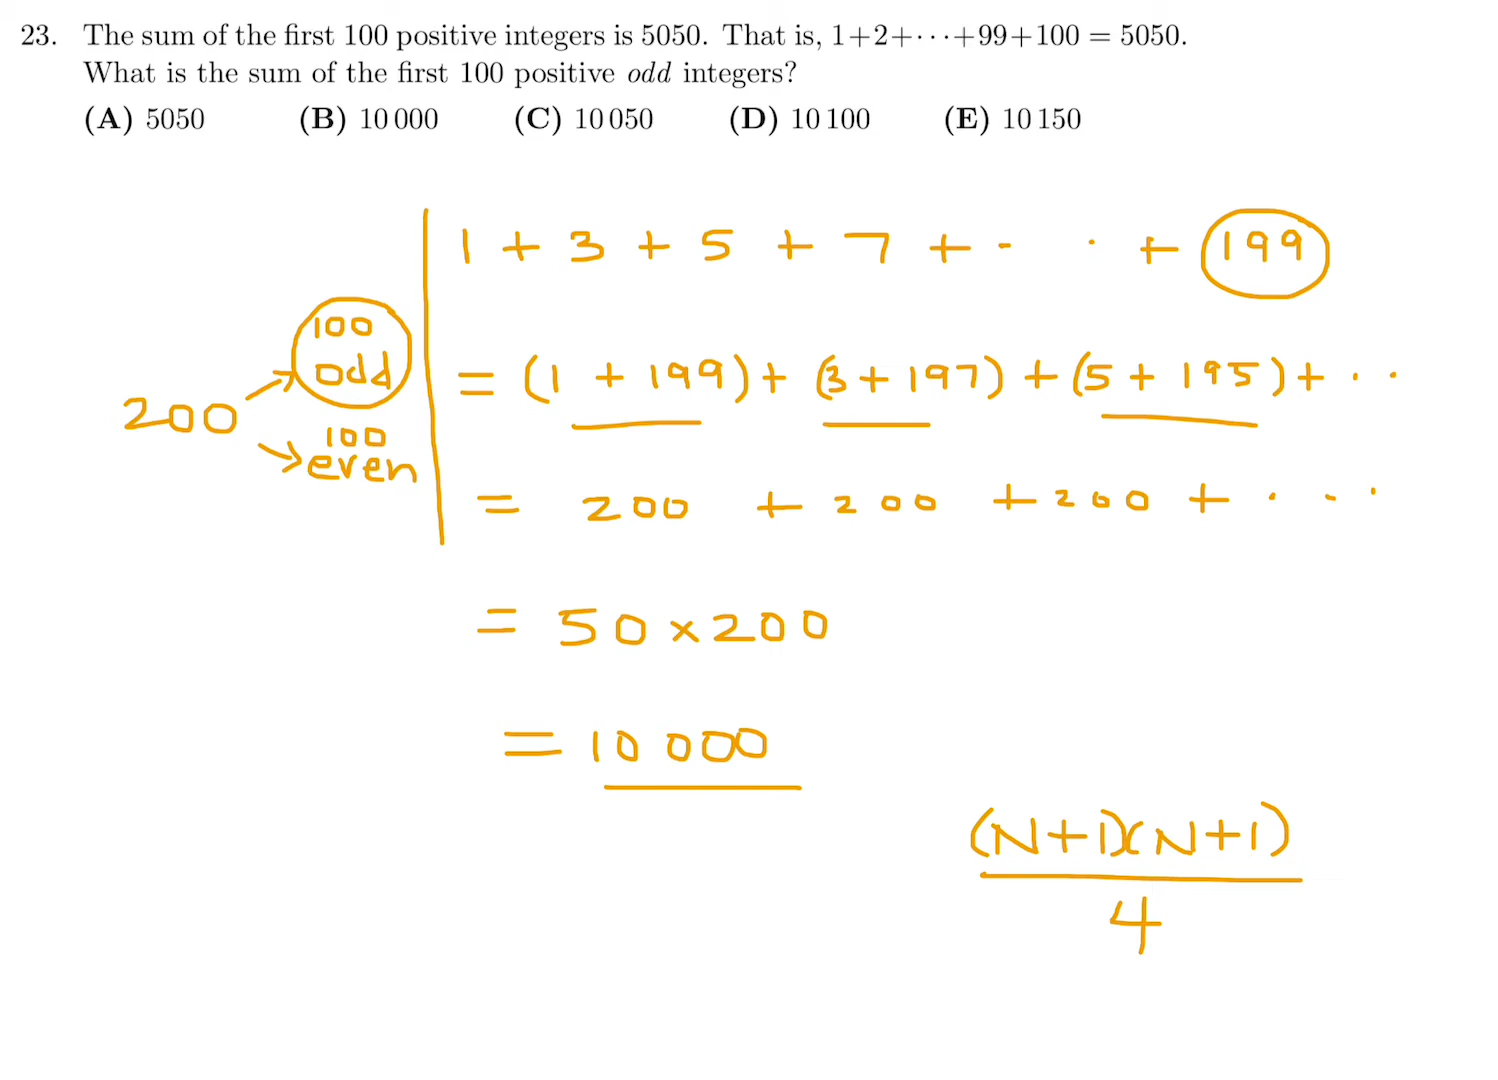 23. The sum of the first 100 positive integers is 5050. That is, 1+2+···+99+100 = 5050.
What is the sum of the first 100 positive odd integers?
(A) 5050 (B) 10 000 (C) 10 050 (D) 10 100 (E) 10 150
200
100
odd
100
even
1 + 3 + 5 + 7 + · · + 199
= (1 + 199) + (3 + 197) + (5 + 195) + · ·
= 200 + 200 + 200 + · · ·
= 50 × 200
= 10 000
(N+1)(N+1)
4